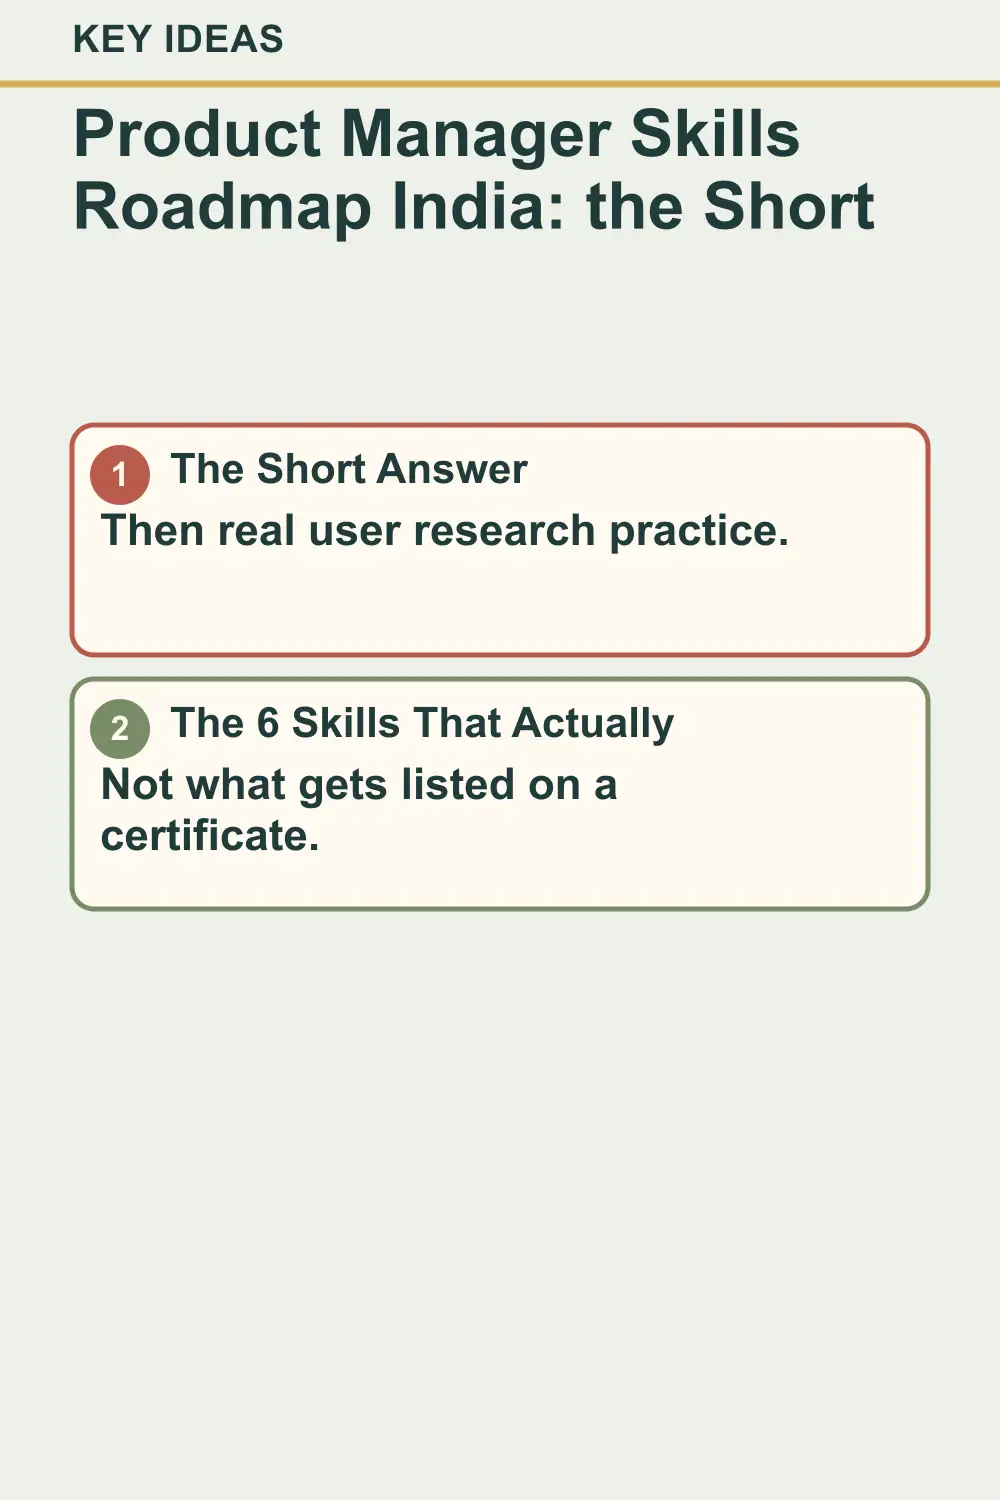 KEY IDEAS
Product Manager Skills
Roadmap India: the Short
1 The Short Answer
Then real user research practice.
2 The 6 Skills That Actually
Not what gets listed on a
certificate.